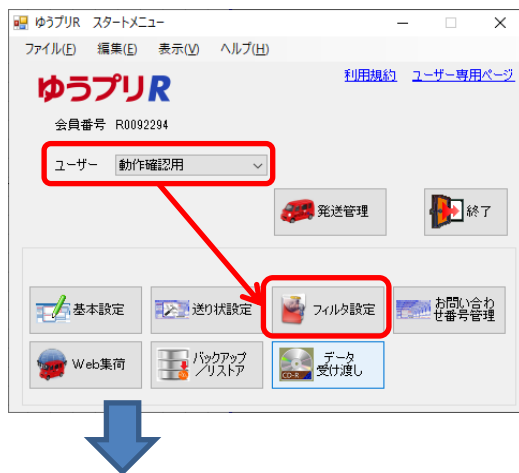 ゆうプリR スタートメニュー
ファイル(F) 編集(E) 表示(V) ヘルプ(H)
利用規約 ユーザー専用ページ
ゆうプリR
会員番号 R0092294
ユーザー 動作確認用
発送管理
終了
基本設定
送り状設定
フィルタ設定
お問い合わ
せ番号管理
Web集荷
バックアップ
/リストア
データ
受け渡し
CD-R